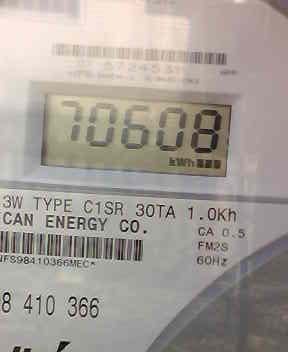 70608
kWh
3W TYPE C1SR 30TA 1.0Kh
CAN ENERGY CO.
CA 0.5
FM2S
NFS98410366MEC*
60Hz
8 410 366